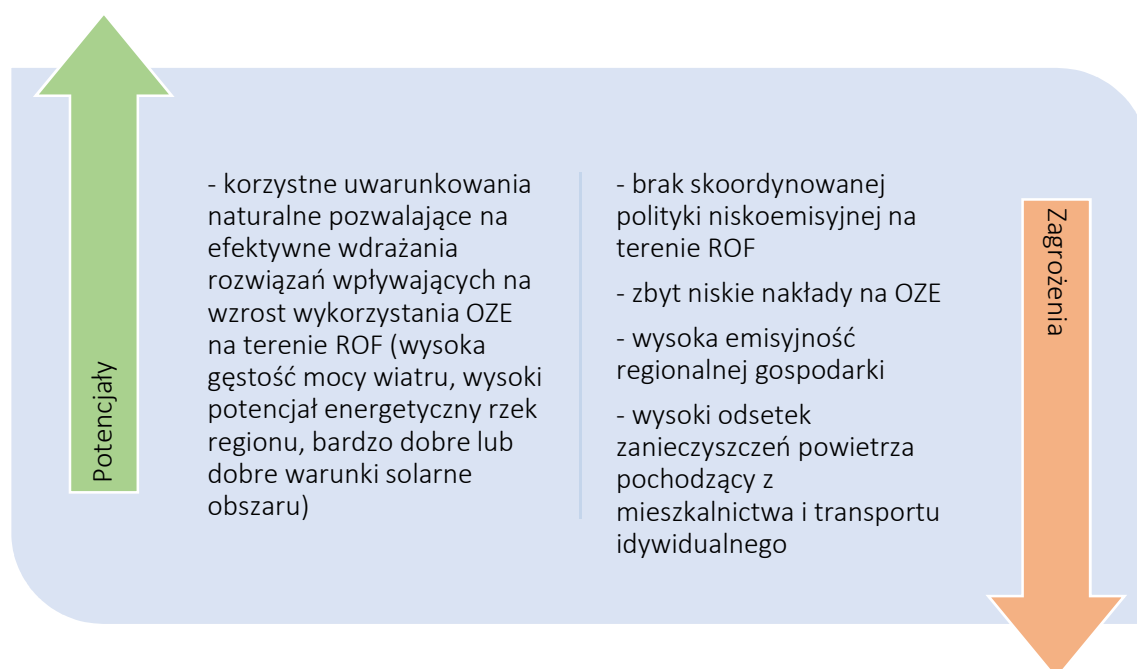 Potencjały
- korzystne uwarunkowania
naturalne pozwalające na
efektywne wdrażania
rozwiązań wpływających na
wzrost wykorzystania OZE
na terenie ROF (wysoka
gęstość mocy wiatru, wysoki
potencjał energetyczny rzek
regionu, bardzo dobre lub
dobre warunki solarne
obszaru)
- brak skoordynowanej
polityki niskoemisyjnej na
terenie ROF
- zbyt niskie nakłady na OZE
- wysoka emisyjność
regionalnej gospodarki
- wysoki odsetek
zanieczyszczeń powietrza
pochodzący z
mieszkalnictwa i transportu
idywidualnego
Zagrożenia